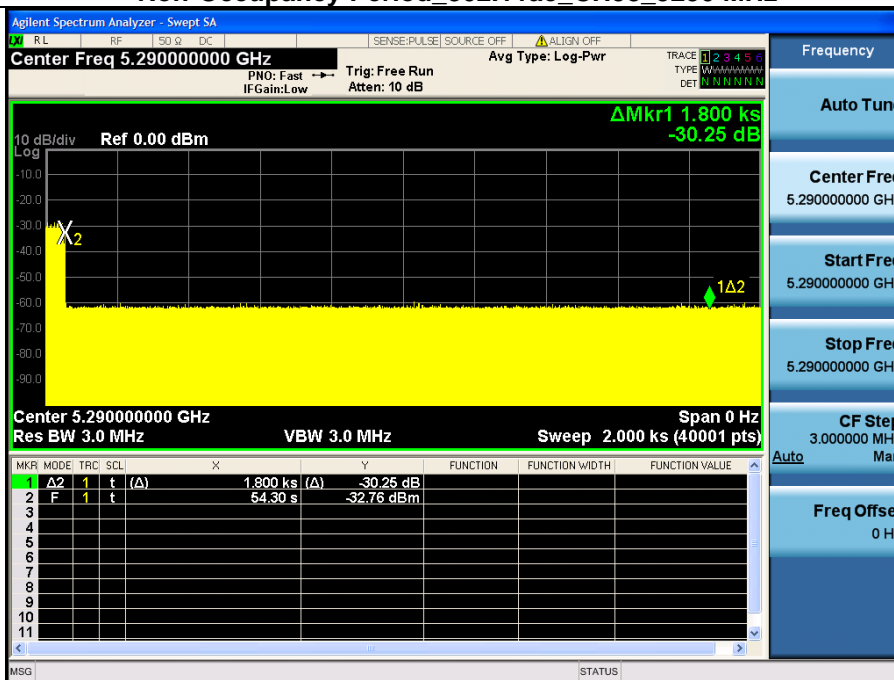 Agilent Spectrum Analyzer - Swept SA
LXI RL RF 50 Ω DC SENSE:PULSE SOURCE OFF ALIGN OFF
Center Freq 5.290000000 GHz
PNO: Fast
IFGain:Low
Trig: Free Run
Atten: 10 dB
Avg Type: Log-Pwr
TRACE 1 2 3 4 5 6
TYPE WWWWWW
DET N N N N N N
ΔMkr1 1.800 ks
-30.25 dB
10 dB/div
Log
Ref 0.00 dBm
-10.0
-20.0
-30.0
-40.0
-50.0
-60.0
-70.0
-80.0
-90.0
X2
1Δ2
Center 5.290000000 GHz
Span 0 Hz
Res BW 3.0 MHz
VBW 3.0 MHz
Sweep 2.000 ks (40001 pts)
MKR MODE TRC SCL X Y FUNCTION FUNCTION WIDTH FUNCTION VALUE
1 Δ2 1 t (Δ) 1.800 ks (Δ) -30.25 dB
2 F 1 t 54.30 s -32.76 dBm
3
4
5
6
7
8
9
10
11
MSG
STATUS
Frequency
Auto Tun
Center Fre
5.290000000 GH
Start Fre
5.290000000 GH
Stop Fre
5.290000000 GH
CF Step
3.000000 MH
Auto Ma
Freq Offse
0 H